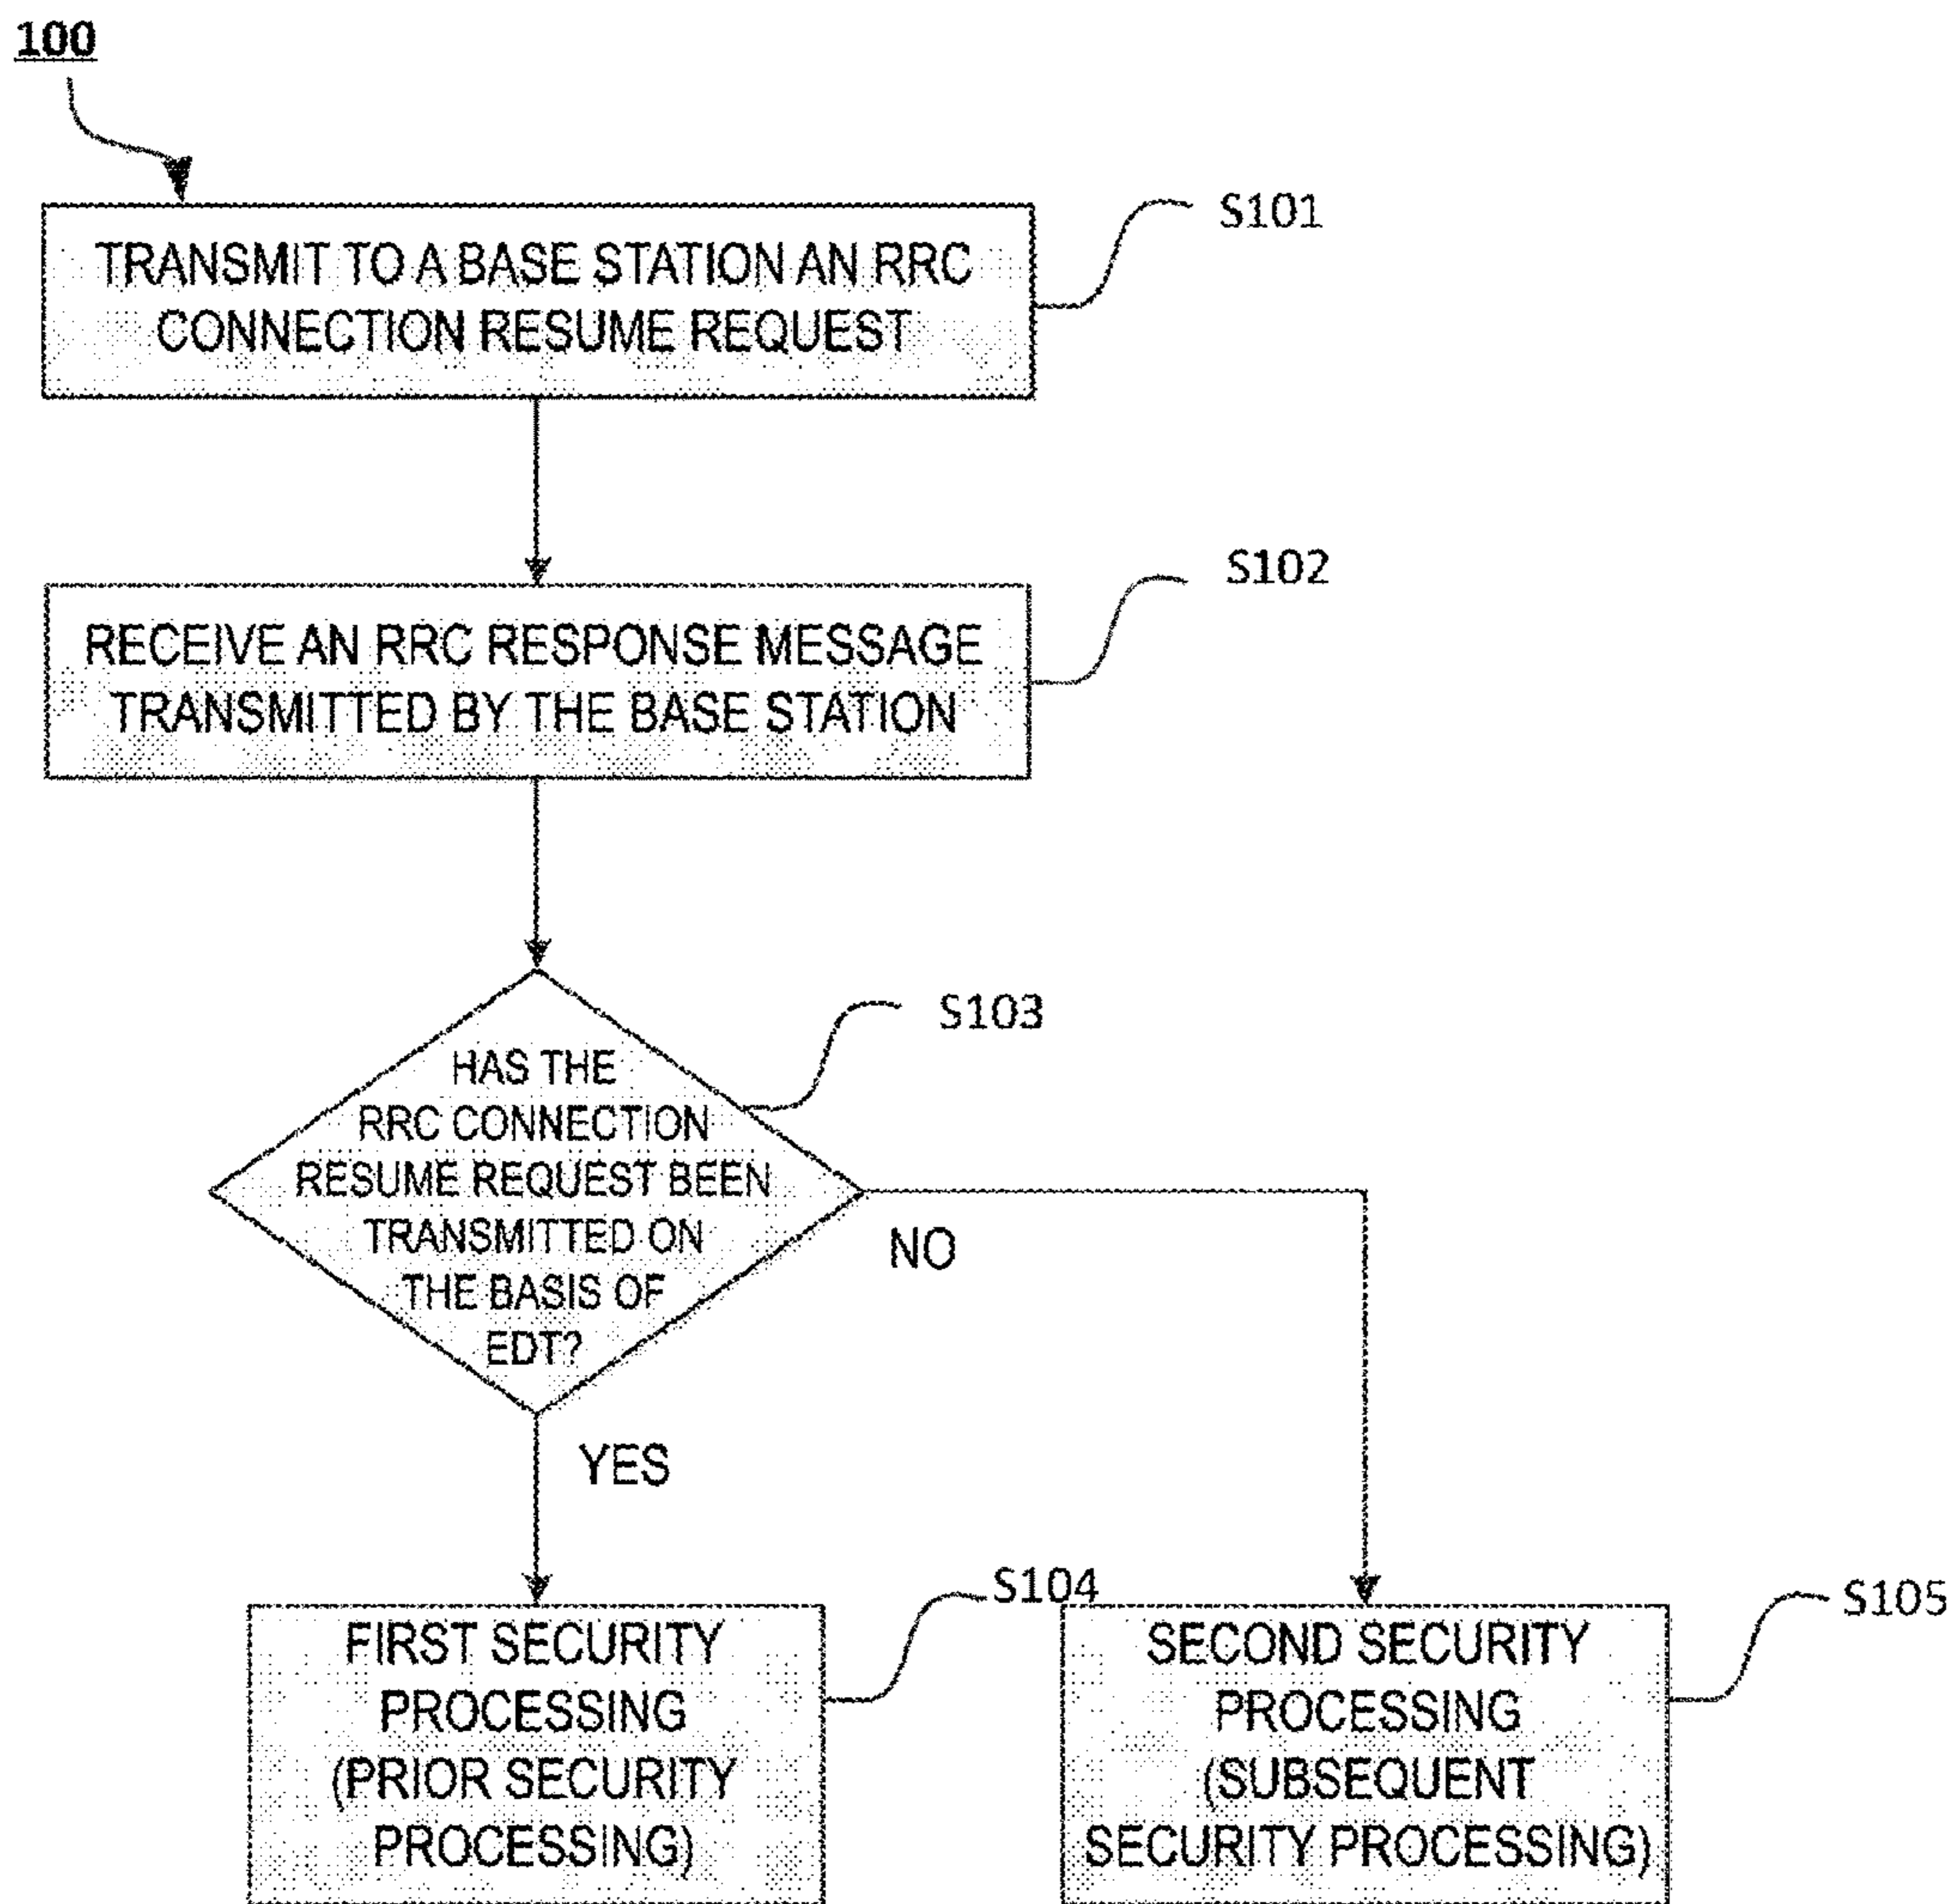 100
S101
TRANSMIT TO A BASE STATION AN RRC
CONNECTION RESUME REQUEST
S102
RECEIVE AN RRC RESPONSE MESSAGE
TRANSMITTED BY THE BASE STATION
S103
HAS THE
RRC CONNECTION
RESUME REQUEST BEEN
TRANSMITTED ON
THE BASIS OF
EDT?
NO
YES
S104
FIRST SECURITY
PROCESSING
(PRIOR SECURITY
PROCESSING)
S105
SECOND SECURITY
PROCESSING
(SUBSEQUENT
SECURITY PROCESSING)